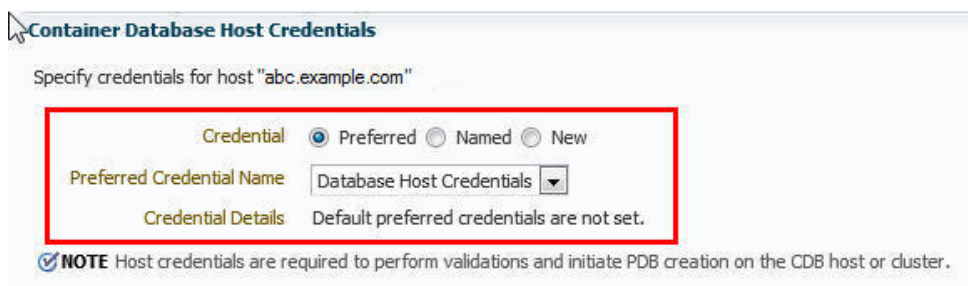 Container Database Host Credentials
Specify credentials for host "abc.example.com"
Credential Preferred Named New
Preferred Credential Name Database Host Credentials
Credential Details Default preferred credentials are not set.
NOTE Host credentials are required to perform validations and initiate PDB creation on the CDB host or cluster.